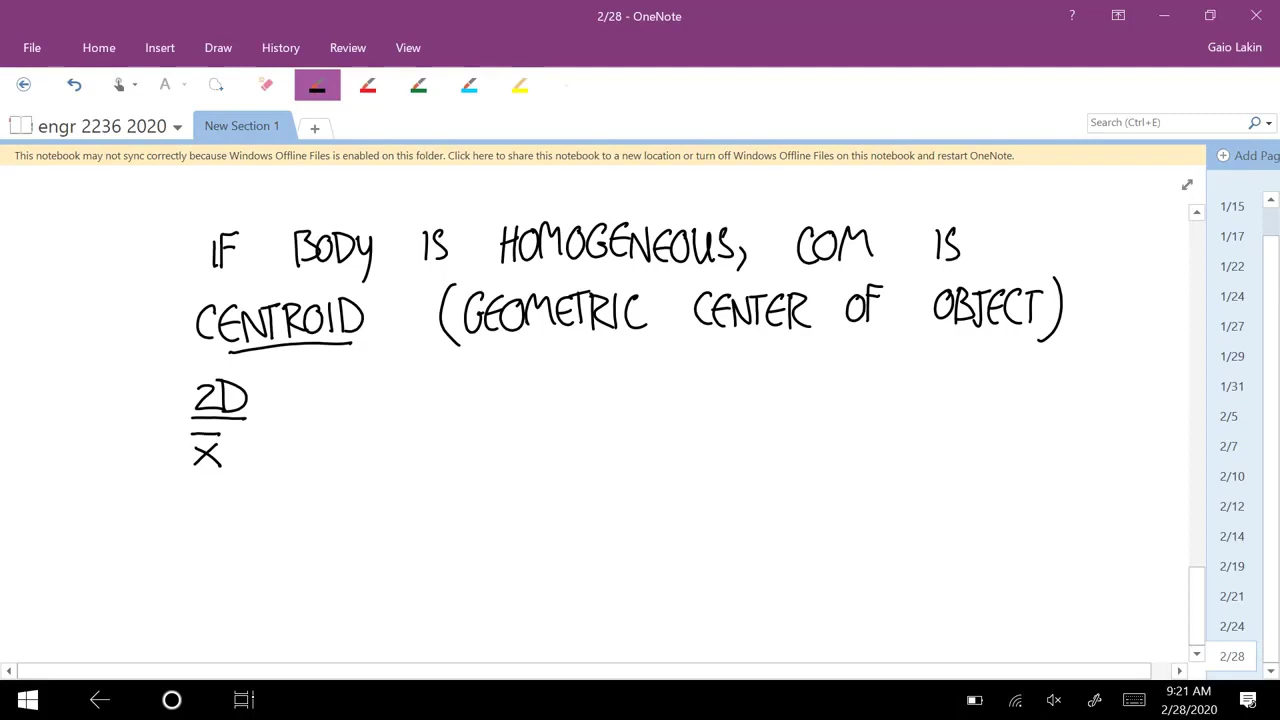 2/28 - OneNote
?
File Home Insert Draw History Review View Gaio Lakin
A
engr 2236 2020 New Section 1 + Search (Ctrl+E)
This notebook may not sync correctly because Windows Offline Files is enabled on this folder. Click here to share this notebook to a new location or turn off Windows Offline Files on this notebook and restart OneNote.
Add Pag
IF BODY IS HOMOGENEOUS, COM IS
CENTROID (GEOMETRIC CENTER OF OBJECT)
2D
x̄
1/15
1/17
1/22
1/24
1/27
1/29
1/31
2/5
2/7
2/10
2/12
2/14
2/19
2/21
2/24
2/28
9:21 AM
2/28/2020